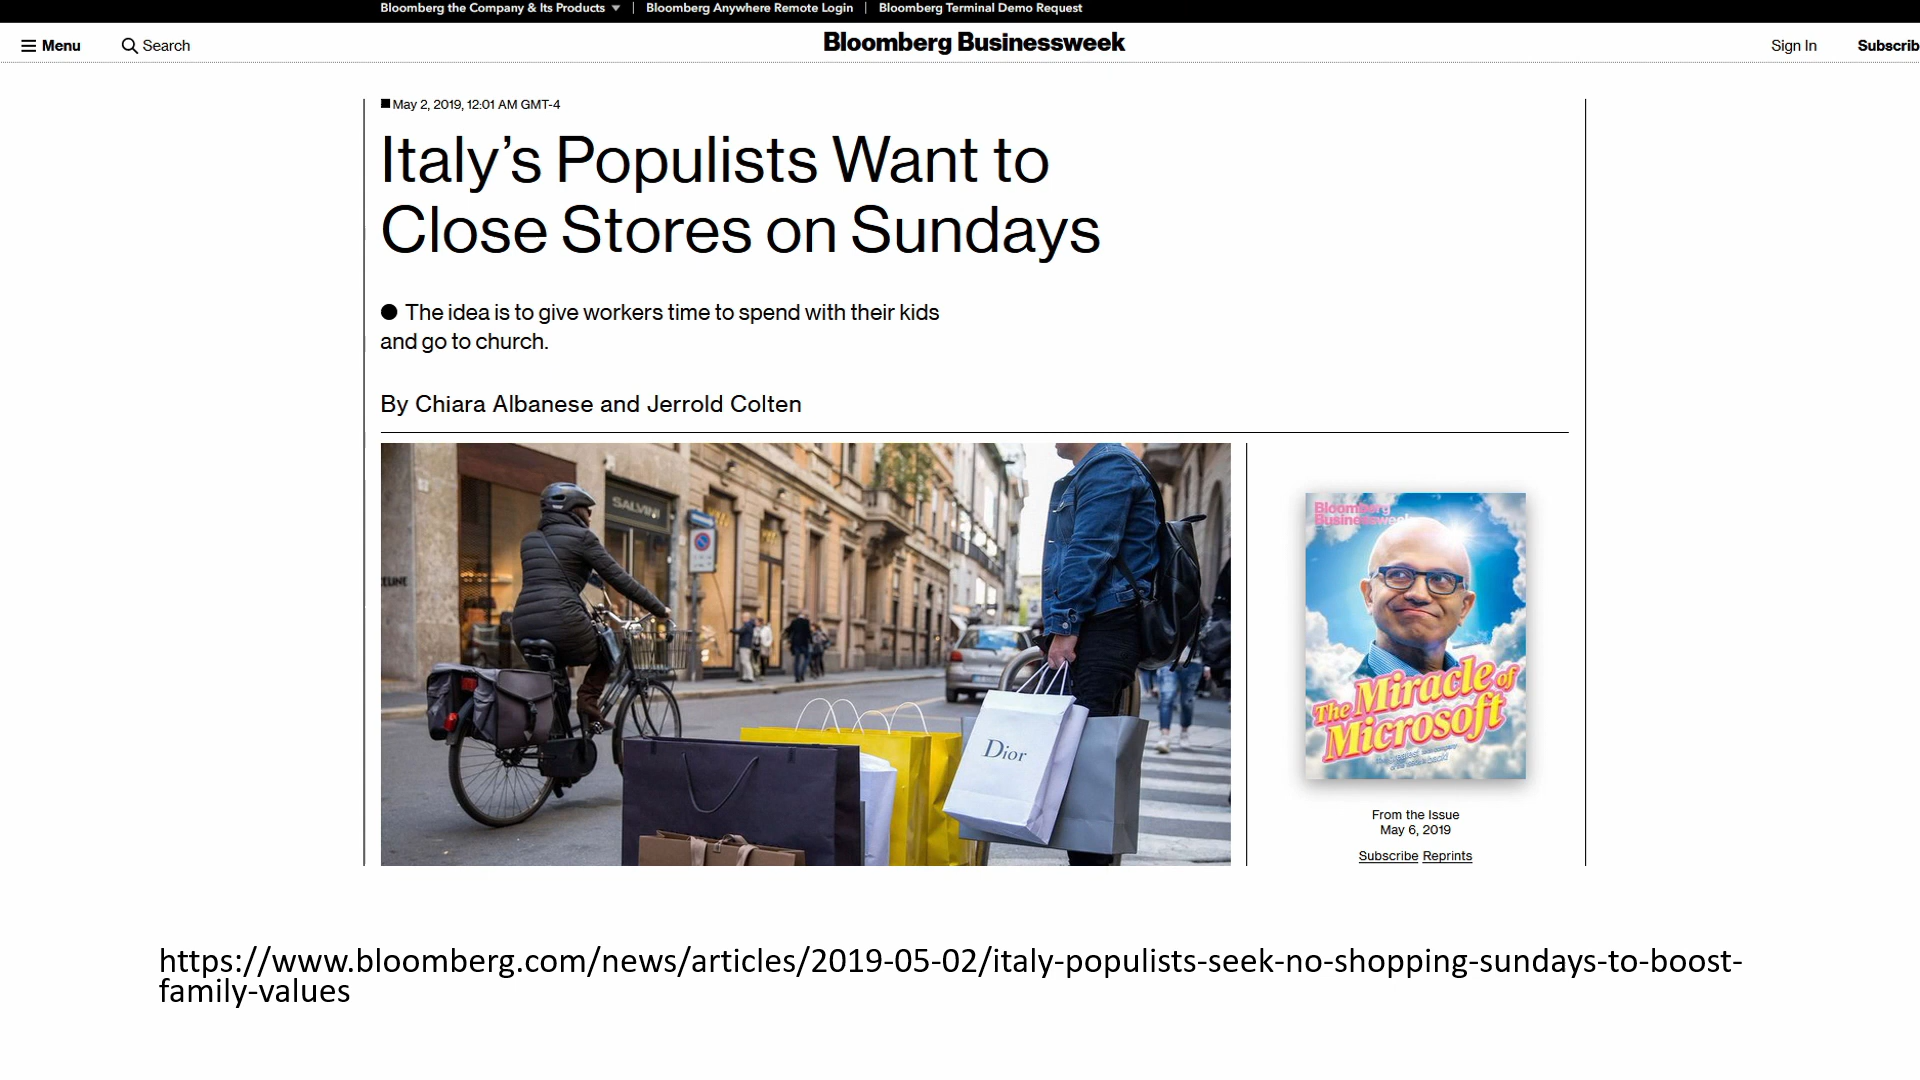 Bloomberg the Company & Its Products
Bloomberg Anywhere Remote Login
Bloomberg Terminal Demo Request
Menu
Search
Bloomberg Businessweek
Sign In
Subscrib
May 2, 2019, 12:01 AM GMT-4
Italy's Populists Want to
Close Stores on Sundays
The idea is to give workers time to spend with their kids
and go to church.
By Chiara Albanese and Jerrold Colten
SALVINI
Dior
Bloomberg
Businessweek
The Miracle of
Microsoft
From the Issue
May 6, 2019
Subscribe Reprints
https://www.bloomberg.com/news/articles/2019-05-02/italy-populists-seek-no-shopping-sundays-to-boost-
family-values